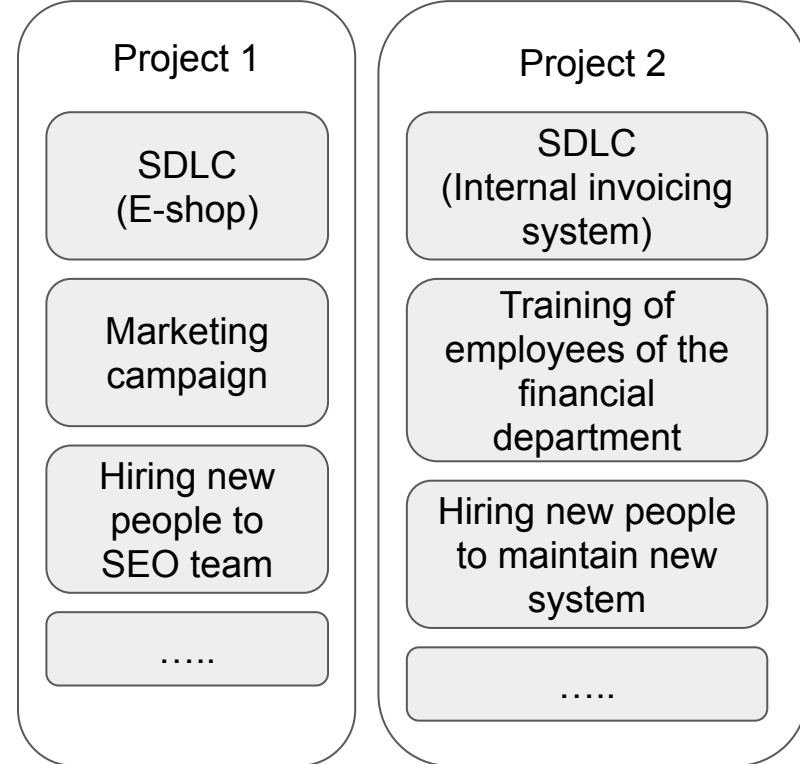 Project 1
SDLC
(E-shop)
Marketing
campaign
Hiring new
people to
SEO team
.....
Project 2
SDLC
(Internal invoicing
system)
Training of
employees of the
financial
department
Hiring new people
to maintain new
system
.....